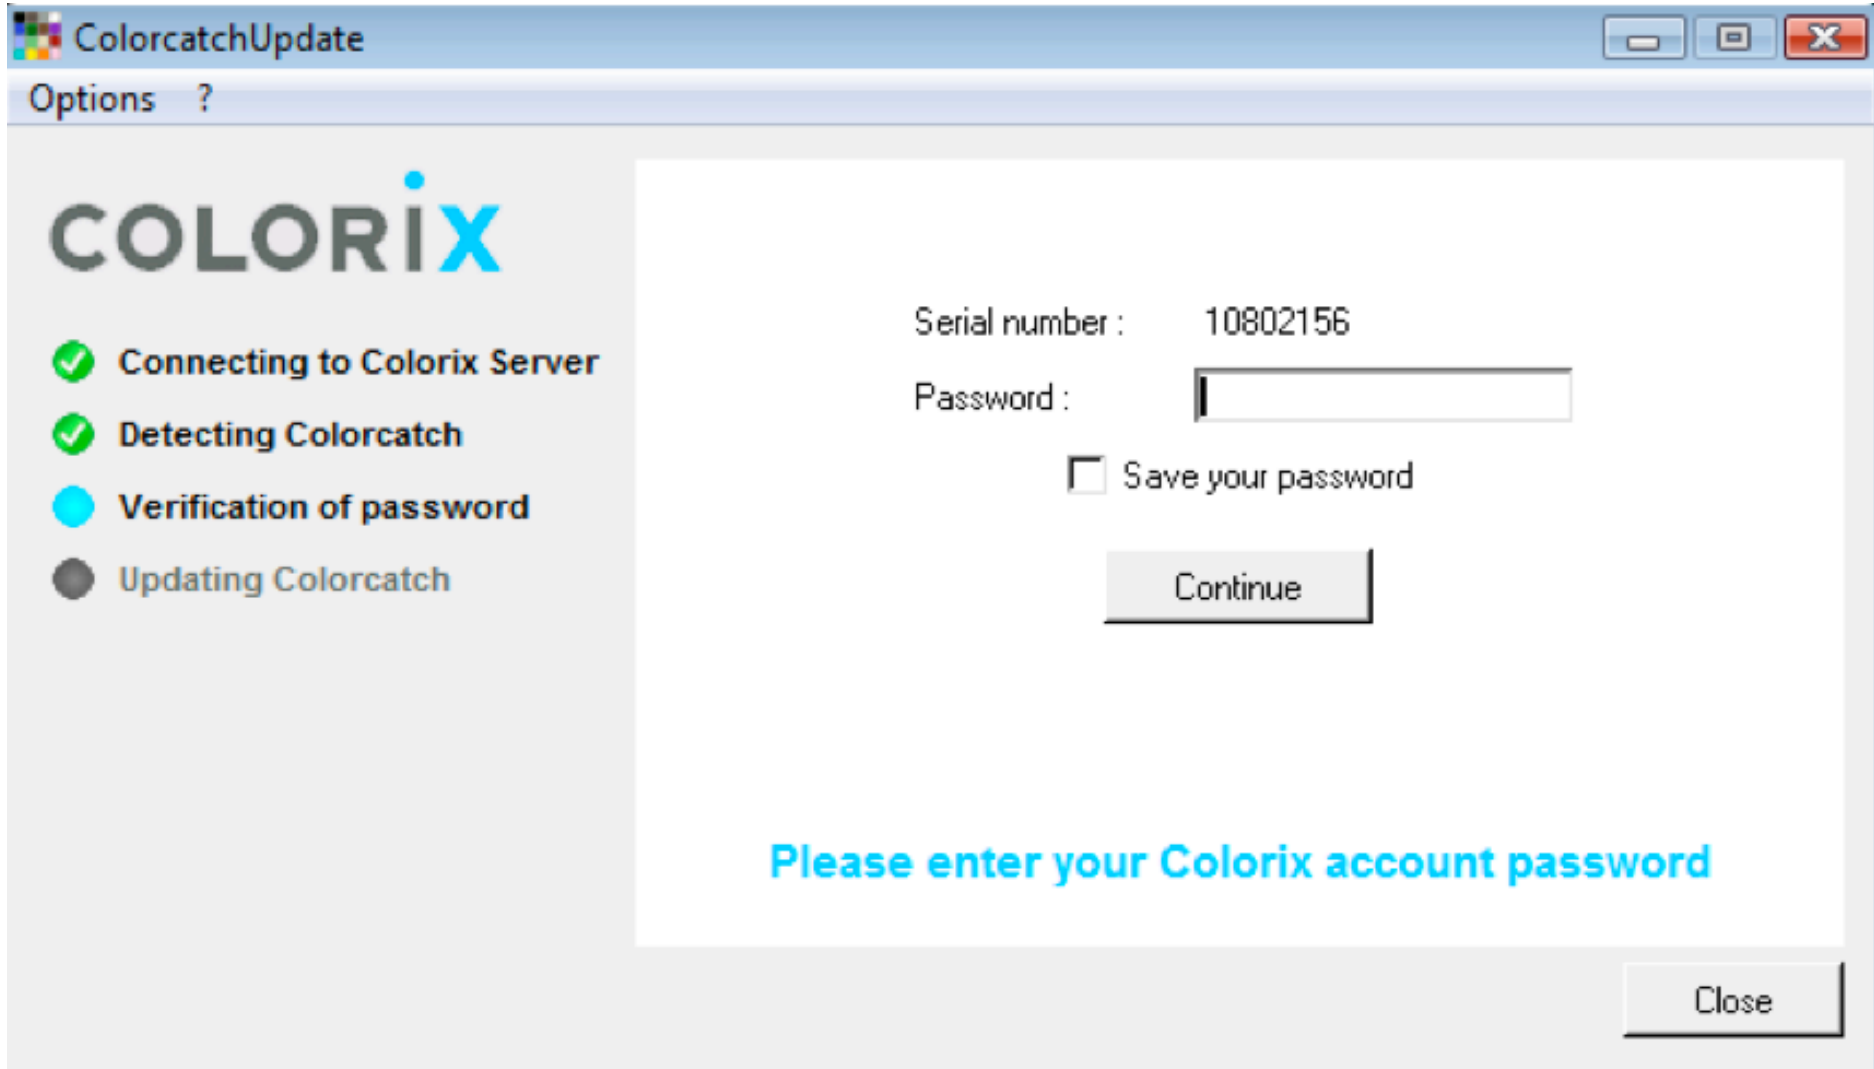 ColorcatchUpdate
Options ?
COLORiX
Connecting to Colorix Server
Detecting Colorcatch
Verification of password
Updating Colorcatch
Serial number : 10802156
Password :
Save your password
Continue
Please enter your Colorix account password
Close